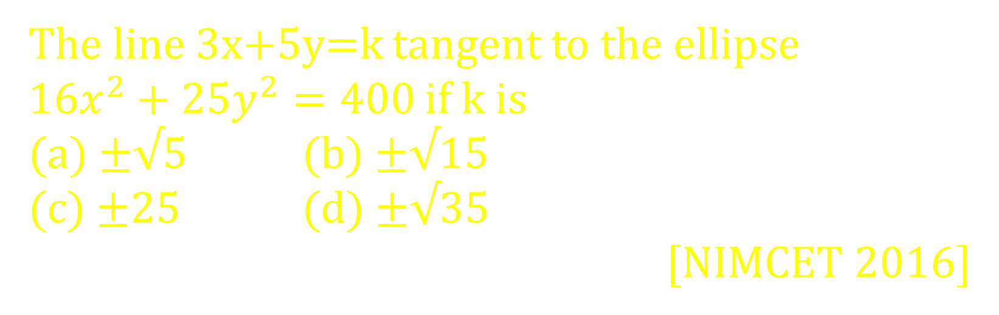 The line 3x+5y=k tangent to the ellipse
16x² + 25y² = 400 if k is
(a) ±√5 (b) ±√15
(c) ±25 (d) ±√35
[NIMCET 2016]